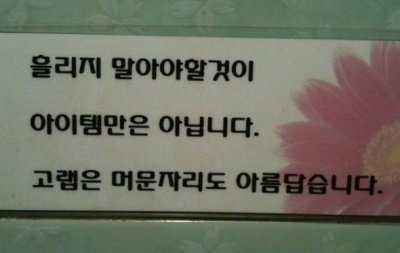 흘리지 말아야할것이
아이템만은 아닙니다.
고랩은 머문자리도 아름답습니다.